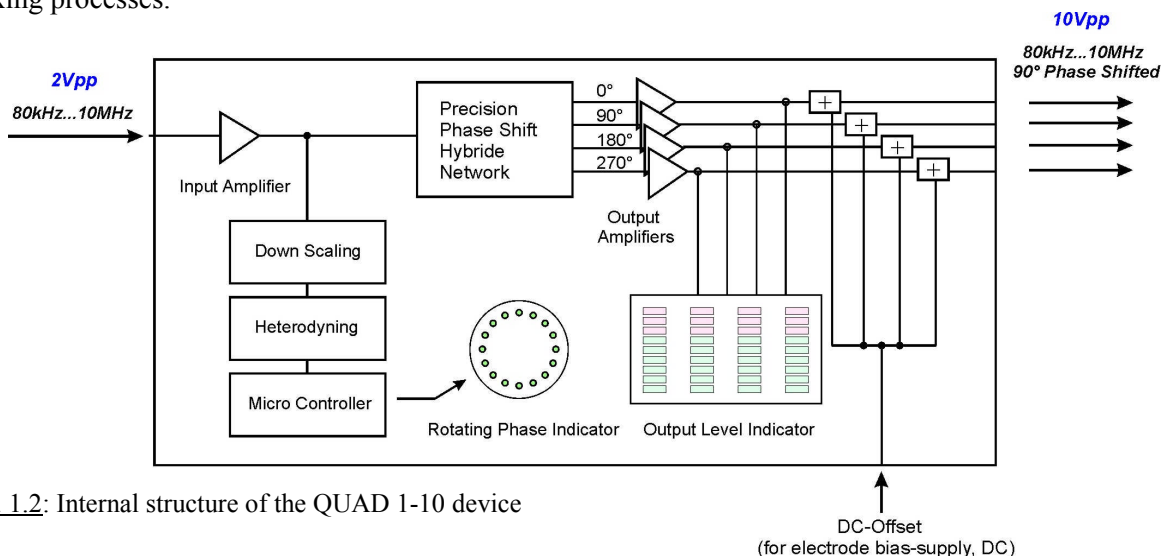 10Vpp
80kHz...10MHz
90° Phase Shifted
2Vpp
80kHz...10MHz
Input Amplifier
Precision
Phase Shift
Hybride
Network
0°
90°
180°
270°
+
+
+
+
Output
Amplifiers
Down Scaling
Heterodyning
Micro Controller
Rotating Phase Indicator
Output Level Indicator
1.2: Internal structure of the QUAD 1-10 device
DC-Offset
(for electrode bias-supply, DC)